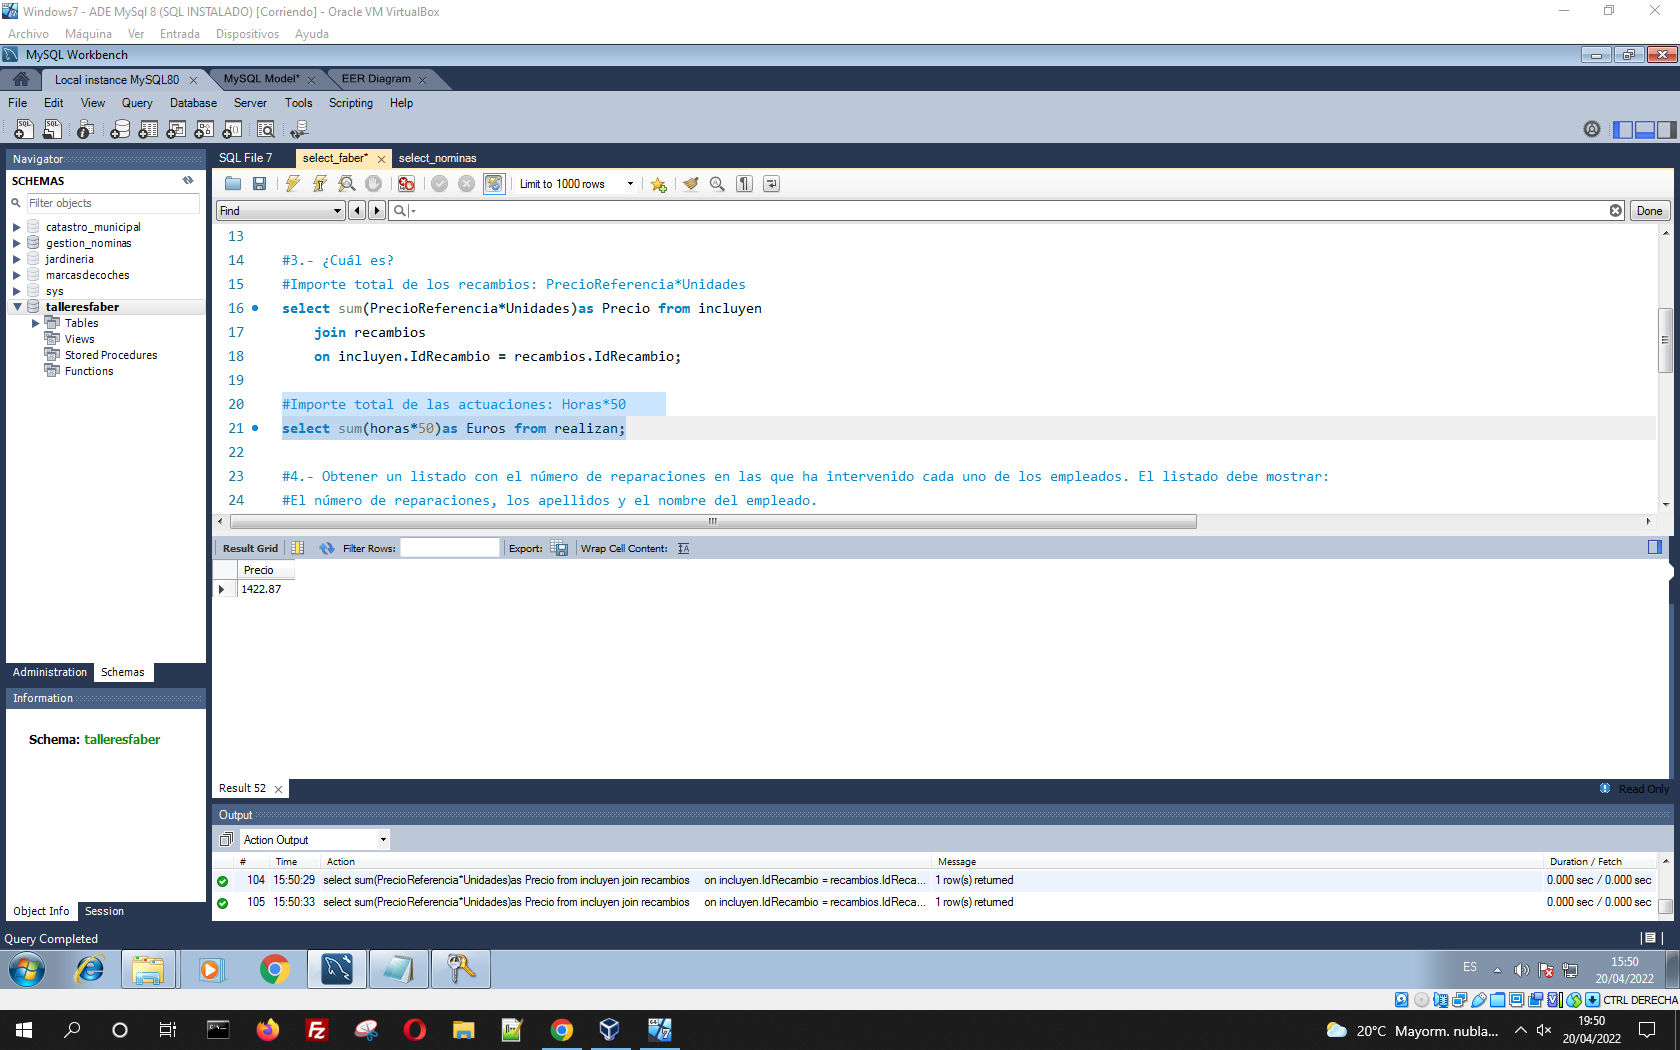 Windows7 - ADE MySql 8 (SQL INSTALADO) [Corriendo] - Oracle VM VirtualBox
Archivo Máquina Ver Entrada Dispositivos Ayuda
MySQL Workbench
Local instance MySQL80 MySQL Model* EER Diagram
File Edit View Query Database Server Tools Scripting Help
Navigator
SCHEMAS
Filter objects
catastro_municipal
gestion_nominas
jardineria
marcasdecoches
sys
talleresfaber
Tables
Views
Stored Procedures
Functions
Administration Schemas
Information
Schema: talleresfaber
Object Info Session
SQL File 7 select_faber* select_nominas
Limit to 1000 rows
Find Done
13
14 #3.- ¿Cuál es?
15 #Importe total de los recambios: PrecioReferencia*Unidades
16 select sum(PrecioReferencia*Unidades)as Precio from incluyen
17 join recambios
18 on incluyen.IdRecambio = recambios.IdRecambio;
19
20 #Importe total de las actuaciones: Horas*50
21 select sum(horas*50)as Euros from realizan;
22
23 #4.- Obtener un listado con el número de reparaciones en las que ha intervenido cada uno de los empleados. El listado debe mostrar:
24 #El número de reparaciones, los apellidos y el nombre del empleado.
Result Grid Filter Rows: Export: Wrap Cell Content:
Precio
1422.87
Result 52 Read Only
Output
Action Output
# Time Action Message Duration / Fetch
104 15:50:29 select sum(PrecioReferencia*Unidades)as Precio from incluyen join recambios on incluyen.IdRecambio = recambios.IdReca... 1 row(s) returned 0.000 sec / 0.000 sec
105 15:50:33 select sum(PrecioReferencia*Unidades)as Precio from incluyen join recambios on incluyen.IdRecambio = recambios.IdReca... 1 row(s) returned 0.000 sec / 0.000 sec
Query Completed
ES 15:50
20/04/2022
CTRL DERECHA
20°C Mayorm. nubla... 19:50
20/04/2022